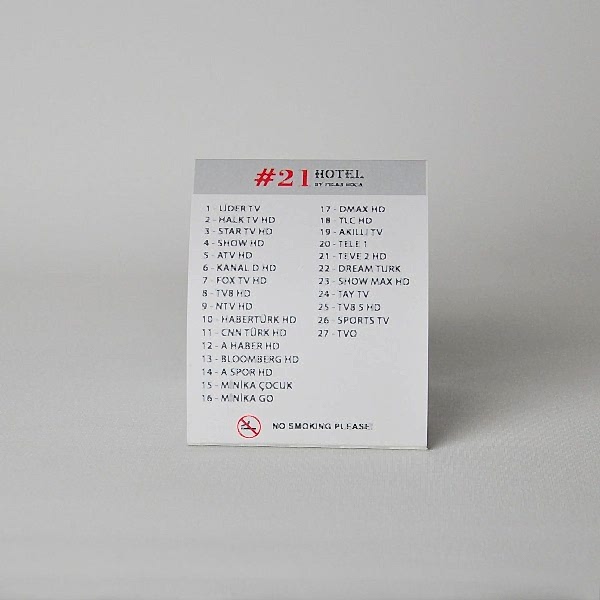 #21 HOTEL
1 - LİDER TV
2 - HALK TV HD
3 - STAR TV HD
4 - SHOW HD
5 - ATV HD
6 - KANAL D HD
7 - FOX TV HD
8 - TV8 HD
9 - NTV HD
10 - HABERTÜRK HD
11 - CNN TÜRK HD
12 - A HABER HD
13 - BLOOMBERG HD
14 - A SPOR HD
15 - MİNİKA ÇOCUK
16 - MİNİKA GO
17 - DMAX HD
18 - TLC HD
19 - AKILLI TV
20 - TELE 1
21 - TEVE 2 HD
22 - DREAM TURK
23 - SHOW MAX HD
24 - TAY TV
25 - TV8 5 HD
26 - SPORTS TV
27 - TVO
NO SMOKING PLEASE!